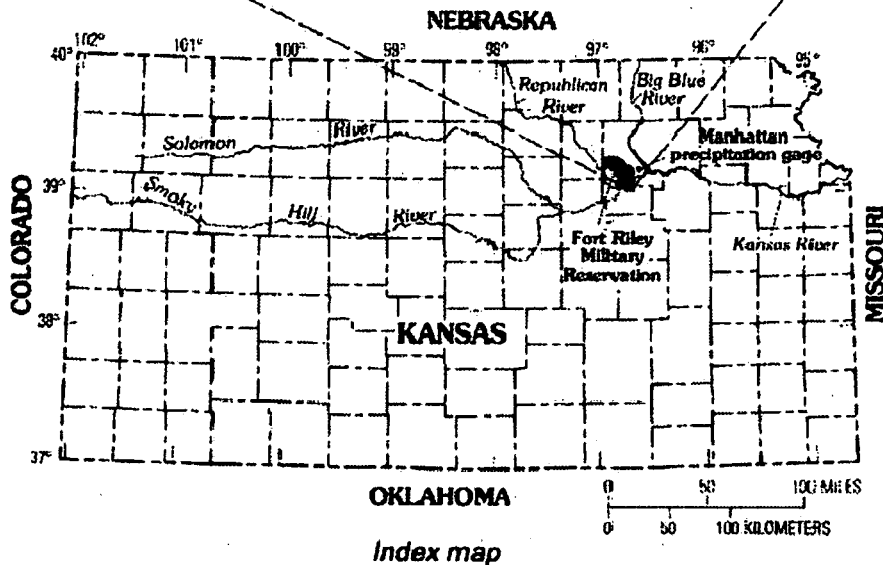 NEBRASKA
40°
102°
101°
100°
99°
98°
97°
96°
95°
Republican
River
Big Blue
River
Solomon
River
Manhattan
precipitation gage
39°
Smoky
Hill
River
COLORADO
MISSOURI
Fort Riley
Military
Reservation
Kansas River
38°
KANSAS
37°
OKLAHOMA
0 50 100 MILES
0 50 100 KILOMETERS
Index map